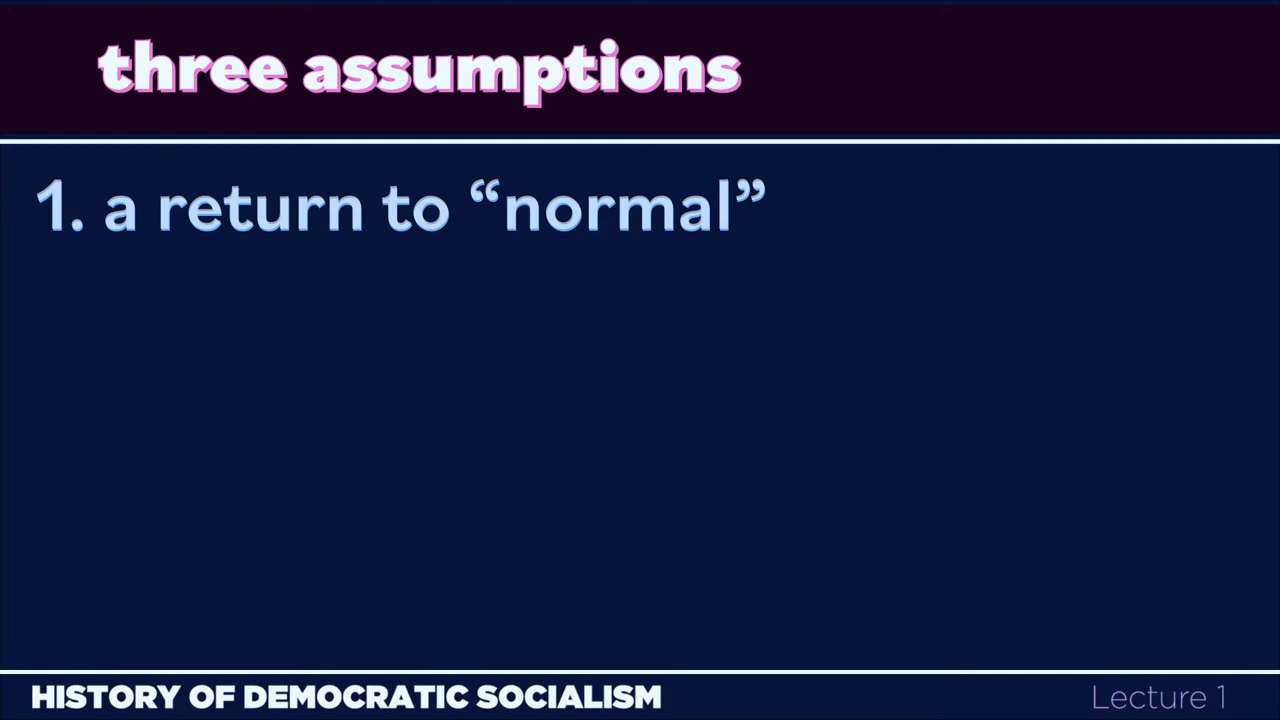 three assumptions
1. a return to “normal”
HISTORY OF DEMOCRATIC SOCIALISM
Lecture 1